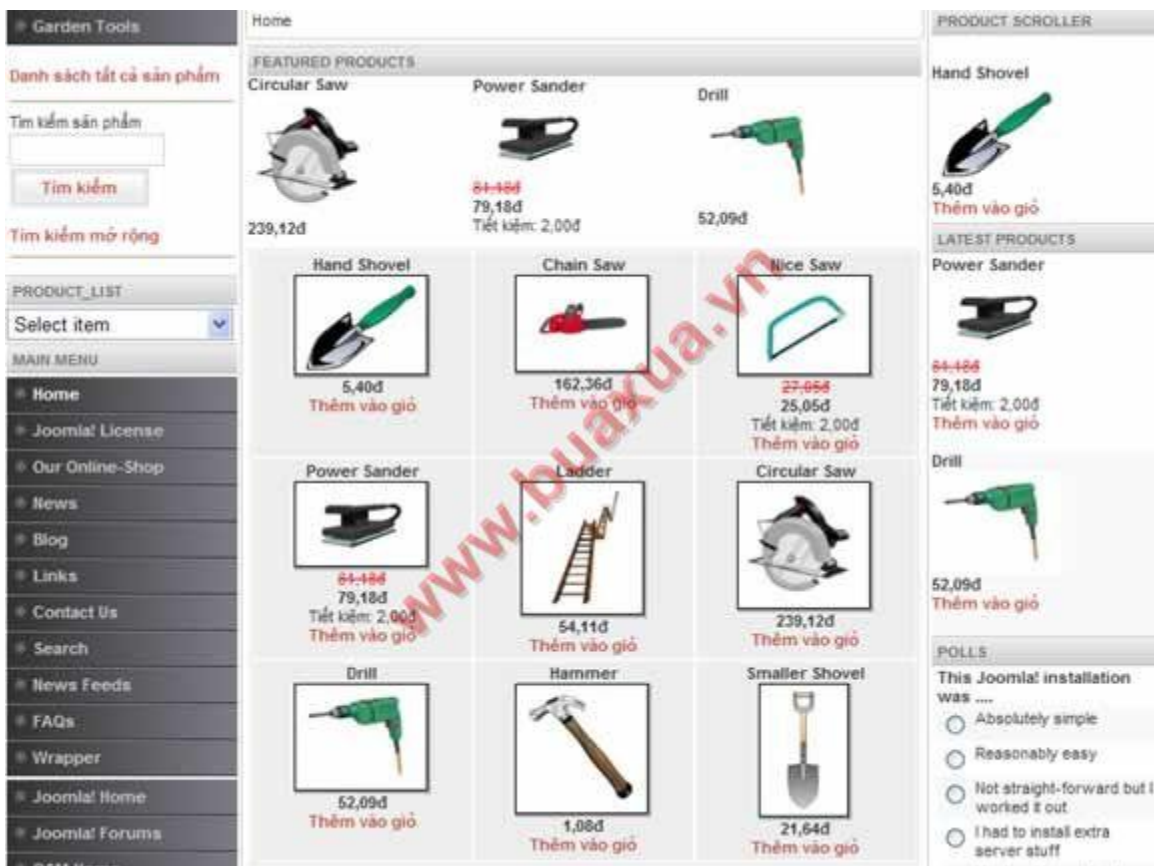 Garden Tools
Danh sách tất cả sản phẩm
Tìm kiếm sản phẩm
Tìm kiếm
Tìm kiếm mở rộng
PRODUCT_LIST
Select item
MAIN MENU
Home
Joomla! License
Our Online-Shop
News
Blog
Links
Contact Us
Search
News Feeds
FAQs
Wrapper
Joomla! Home
Joomla! Forums
Home
FEATURED PRODUCTS
Circular Saw
239,12đ
Power Sander
81,18đ
79,18đ
Tiết kiệm: 2,00đ
Drill
52,09đ
Hand Shovel
5,40đ
Thêm vào giỏ
Chain Saw
162,36đ
Thêm vào giỏ
Nice Saw
27,05đ
25,05đ
Tiết kiệm: 2,00đ
Thêm vào giỏ
Power Sander
81,18đ
79,18đ
Tiết kiệm: 2,00đ
Thêm vào giỏ
Ladder
54,11đ
Thêm vào giỏ
Circular Saw
239,12đ
Thêm vào giỏ
Drill
52,09đ
Thêm vào giỏ
Hammer
1,08đ
Thêm vào giỏ
Smaller Shovel
21,64đ
Thêm vào giỏ
www.buaxua.vn
PRODUCT SCROLLER
Hand Shovel
5,40đ
Thêm vào giỏ
LATEST PRODUCTS
Power Sander
81,18đ
79,18đ
Tiết kiệm: 2,00đ
Thêm vào giỏ
Drill
52,09đ
Thêm vào giỏ
POLLS
This Joomla! installation
was ....
Absolutely simple
Reasonably easy
Not straight-forward but I
worked it out
I had to install extra
server stuff